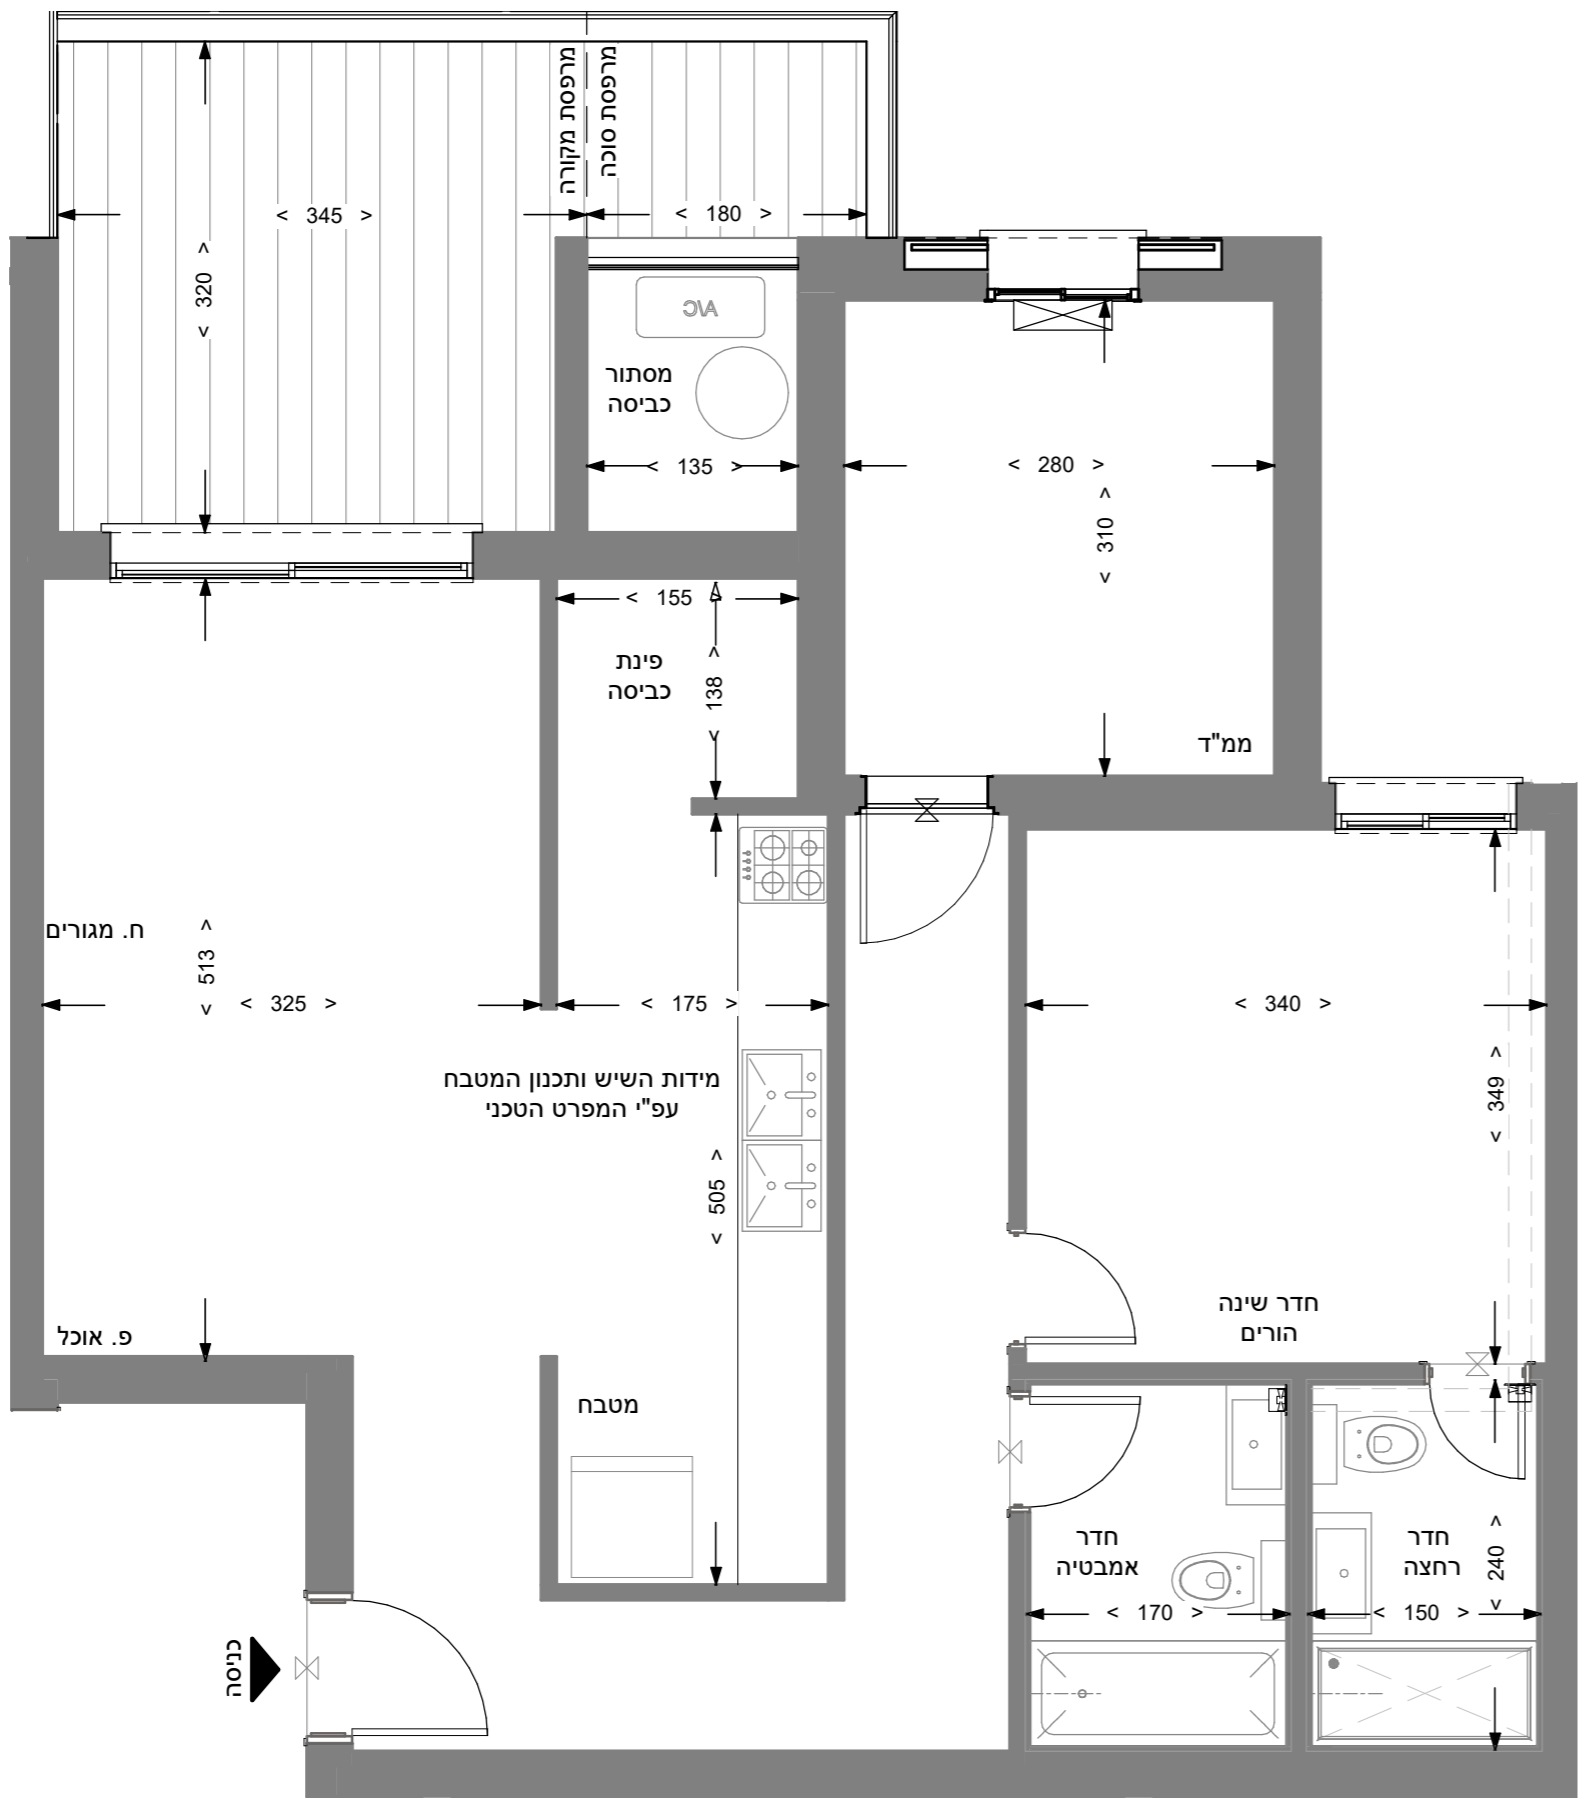 מרפסת מקורה
מרפסת סוכה
< 345 >
< 180 >
< 320 >
A/C
מסתור
כביסה
< 135 >
< 280 >
< 310 >
< 155 >
פינת
כביסה
< 138 >
ממ"ד
ח. מגורים
< 513 >
< 325 >
< 175 >
< 340 >
מידות השיש ותכנון המטבח
עפ"י המפרט הטכני
< 349 >
< 505 >
חדר שינה
הורים
פ. אוכל
מטבח
חדר
אמבטיה
חדר
רחצה
< 240 >
< 170 >
< 150 >
כניסה